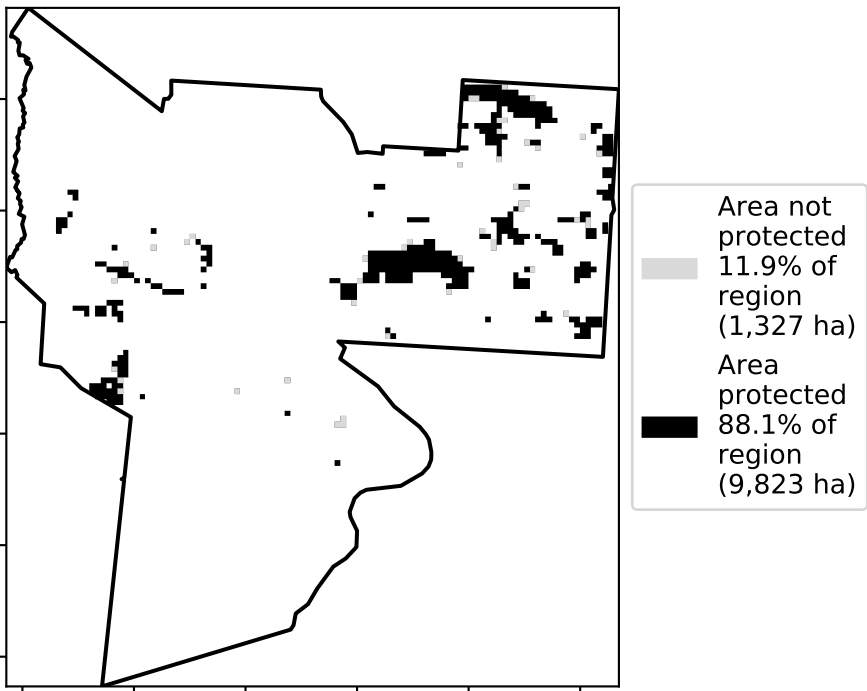 Area not
protected
11.9% of
region
(1,327 ha)
Area
protected
88.1% of
region
(9,823 ha)